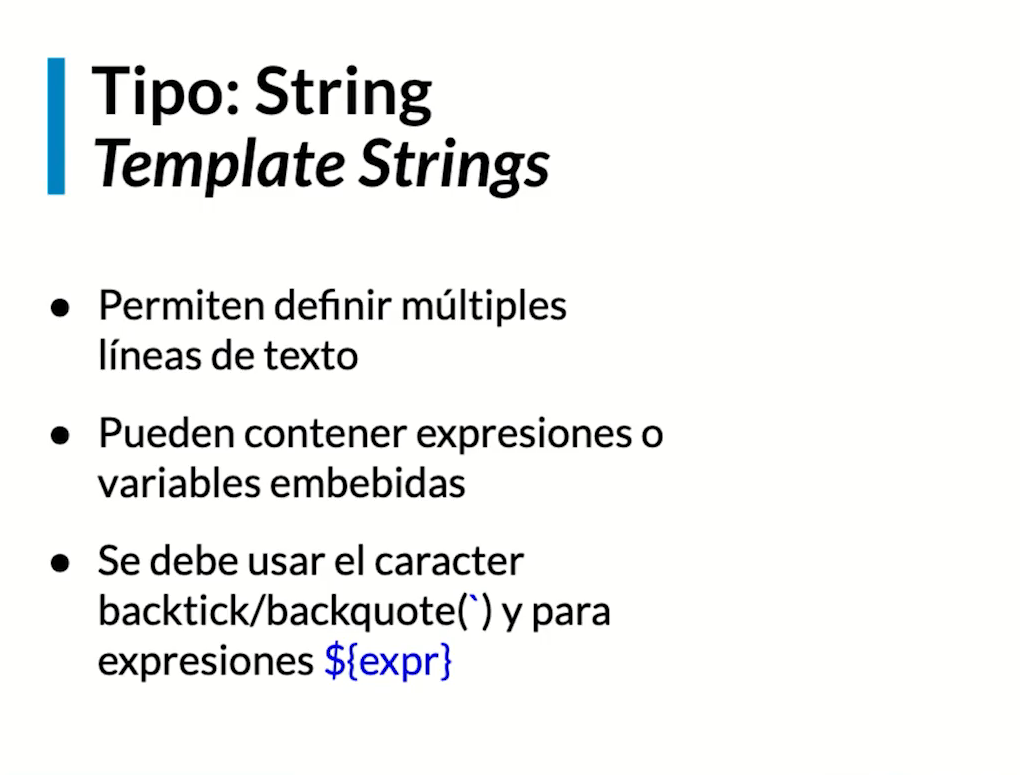 Tipo: String
Template Strings
● Permiten definir múltiples
líneas de texto
● Pueden contener expresiones o
variables embebidas
● Se debe usar el caracter
backtick/backquote(`) y para
expresiones ${expr}